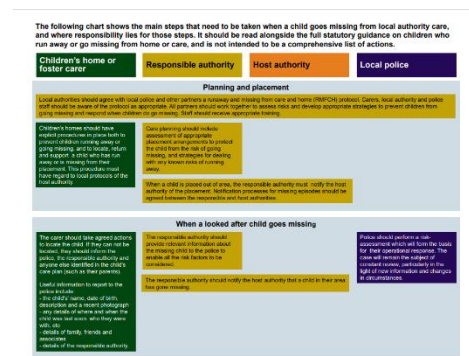 The following chart shows the main steps that need to be taken when a child goes missing from local authority care,
and where responsibility lies for those steps. It should be read alongside the full statutory guidance on children who
run away or go missing from home or care, and is not intended to be a comprehensive list of actions.
Children's home or
foster carer
Responsible authority
Host authority
Local police
Planning and placement
Local authorities should agree with local police and other partners a runaway and missing from care and home (RMFCH) protocol. Carers, local authority and police
staff should be aware of the protocol as appropriate. All partners should work together to assess risks and develop appropriate strategies to prevent children from
going missing and respond when children do go missing. Staff should receive appropriate training.
Children's homes should have
explicit procedures in place both to
prevent children running away or
going missing, and to locate, return
and support a child who has run
away or is missing from their
placement. This procedure must
have regard to local protocols of the
host authority
Care planning should include
assessment of appropriate
placement arrangements to protect
the child from the risk of going
missing, and strategies for dealing
with any known risks of running
away.
When a child is placed out of area, the responsible authority must notify the host
authority of the placement. Notification processes for missing episodes should be
agreed between the responsible and host authorities.
When a looked after child goes missing
The carer should take agreed actions
to locate the child. If they can not be
located, they should inform the
police, the responsible authority and
anyone else identified in the child's
care plan (such as their parents).
Useful information to report to the
police include:
- the child's name, date of birth,
description and a recent photograph
- any details of where and when the
child was last seen, who they were
with, etc
- details of family, friends and
associates
- details of the responsible authority
The responsible authority should
provide relevant information about
the missing child to the police to
enable all the risk factors to be
considered.
The responsible authority should notify the host authority that a child in their area
has gone missing.
Police should perform a risk-
assessment which will form the basis
for their operational response. The
case will remain the subject of
constant review, particularly in the
light of new information and changes
in circumstances.